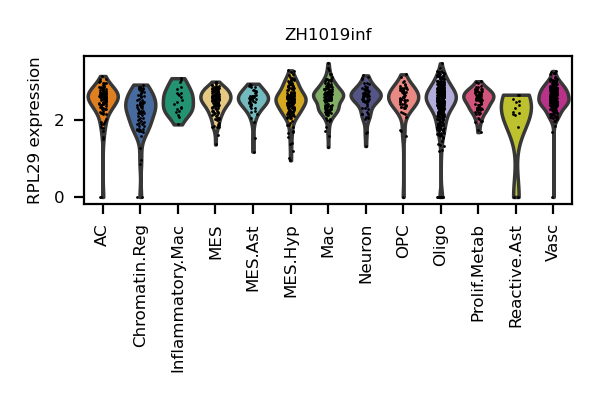 ZH1019inf
RPL29 expression
2
0
AC
Chromatin.Reg
Inflammatory.Mac
MES
MES.Ast
MES.Hyp
Mac
Neuron
OPC
Oligo
Prolif.Metab
Reactive.Ast
Vasc